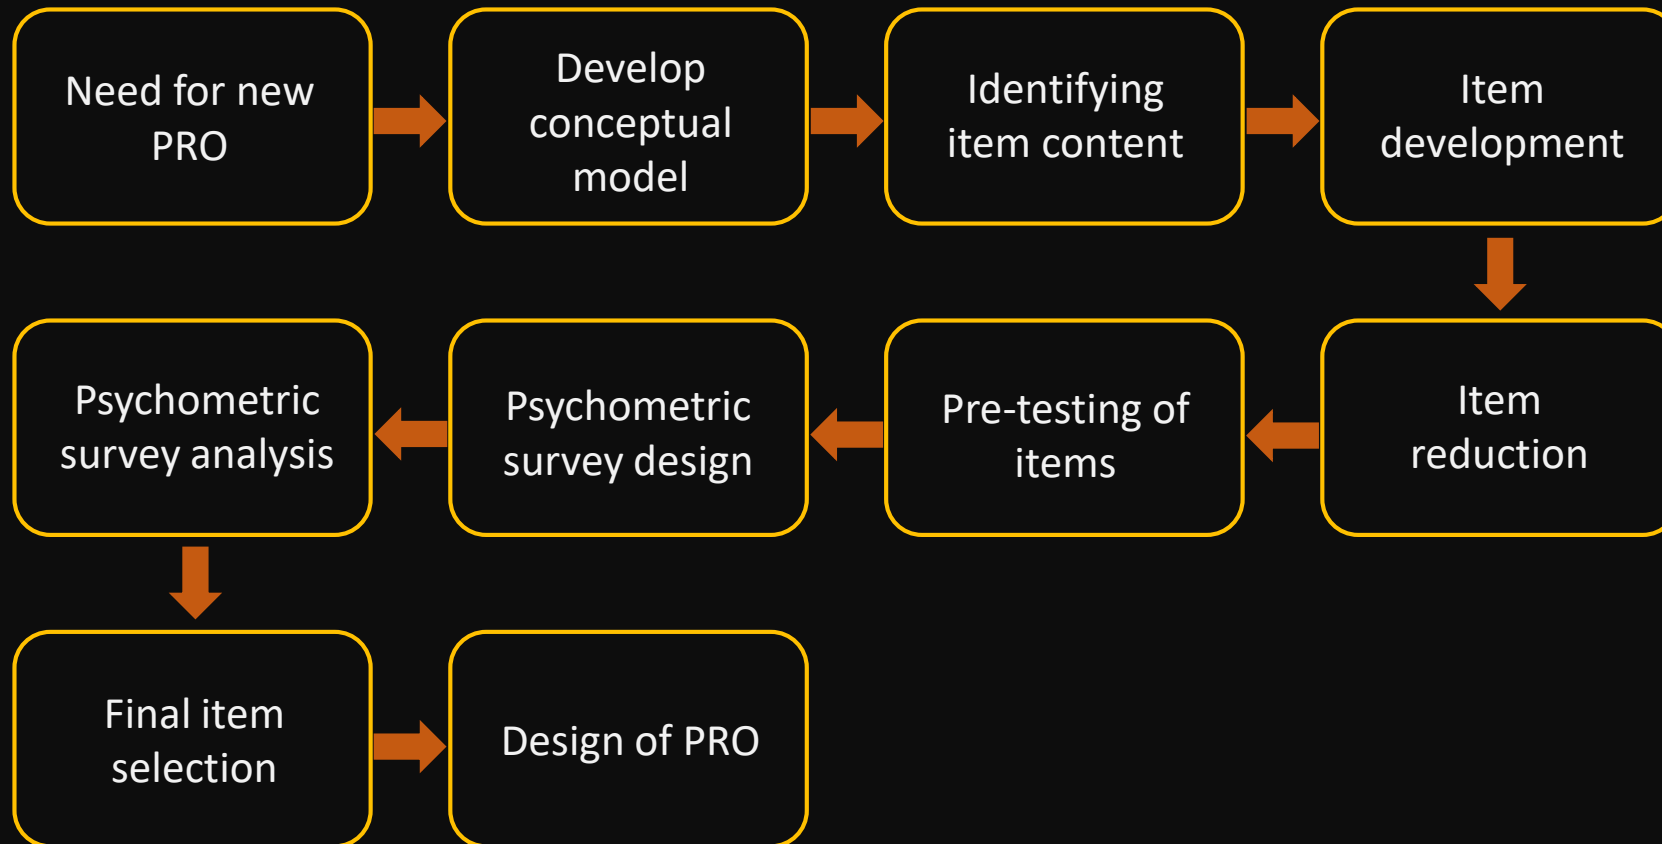 Need for new
PRO
Develop
conceptual
model
Identifying
item content
Item
development
Item
reduction
Pre-testing of
items
Psychometric
survey design
Psychometric
survey analysis
Final item
selection
Design of PRO